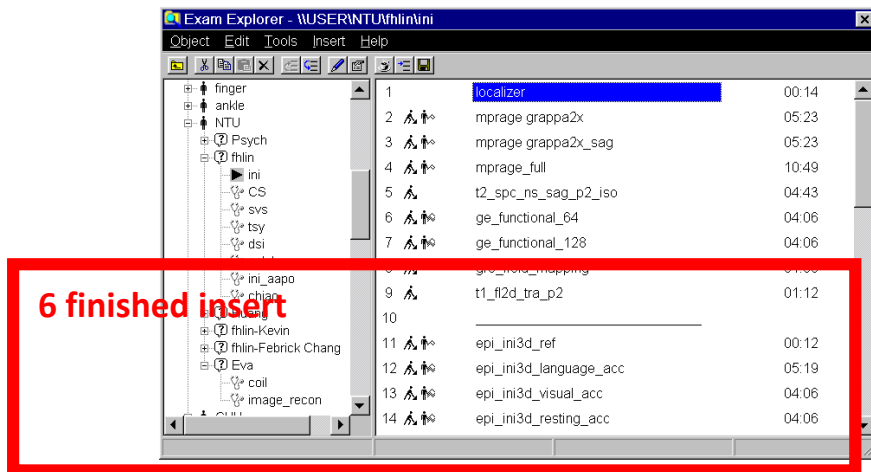 Exam Explorer - \\USER\NTU\fhlin\ini
Object Edit Tools Insert Help
finger
ankle
NTU
Psych
fhlin
ini
CS
svs
tsy
dsi
ini_aapo
chiao
fhlin-Kevin
fhlin-Febrick Chang
Eva
coil
image_recon
1 localizer 00:14
2 mprage grappa2x 05:23
3 mprage grappa2x_sag 05:23
4 mprage_full 10:49
5 t2_spc_ns_sag_p2_iso 04:43
6 ge_functional_64 04:06
7 ge_functional_128 04:06
9 t1_fl2d_tra_p2 01:12
10
11 epi_ini3d_ref 00:12
12 epi_ini3d_language_acc 05:19
13 epi_ini3d_visual_acc 04:06
14 epi_ini3d_resting_acc 04:06
6 finished insert